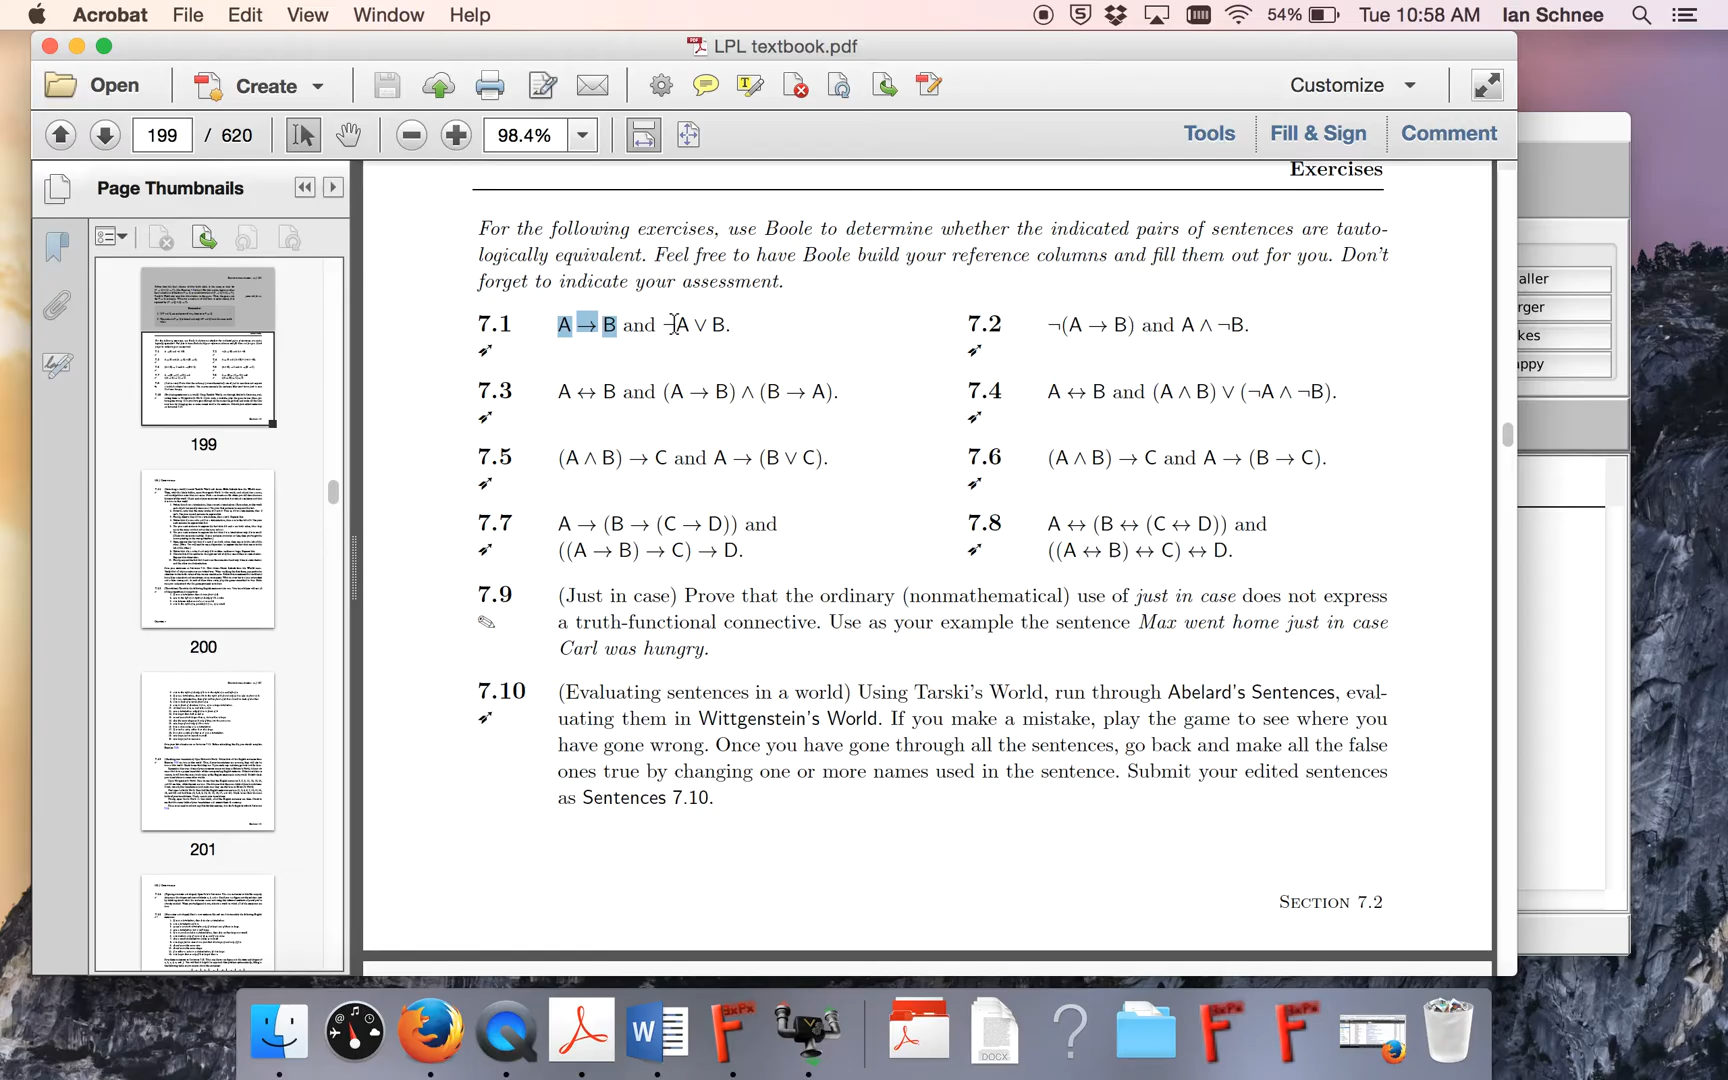 Acrobat File Edit View Window Help 54% Tue 10:58 AM Ian Schnee
LPL textbook.pdf
Open Create Customize
199 / 620 98.4% Tools Fill & Sign Comment
Page Thumbnails
199
200
201
Exercises
For the following exercises, use Boole to determine whether the indicated pairs of sentences are tauto-
logically equivalent. Feel free to have Boole build your reference columns and fill them out for you. Don't
forget to indicate your assessment.
7.1 A → B and ¬A ∨ B.
7.2 ¬(A → B) and A ∧ ¬B.
7.3 A ↔ B and (A → B) ∧ (B → A).
7.4 A ↔ B and (A ∧ B) ∨ (¬A ∧ ¬B).
7.5 (A ∧ B) → C and A → (B ∨ C).
7.6 (A ∧ B) → C and A → (B → C).
7.7 A → (B → (C → D)) and
((A → B) → C) → D.
7.8 A ↔ (B ↔ (C ↔ D)) and
((A ↔ B) ↔ C) ↔ D.
7.9 (Just in case) Prove that the ordinary (nonmathematical) use of just in case does not express
a truth-functional connective. Use as your example the sentence Max went home just in case
Carl was hungry.
7.10 (Evaluating sentences in a world) Using Tarski's World, run through Abelard's Sentences, eval-
uating them in Wittgenstein's World. If you make a mistake, play the game to see where you
have gone wrong. Once you have gone through all the sentences, go back and make all the false
ones true by changing one or more names used in the sentence. Submit your edited sentences
as Sentences 7.10.
Section 7.2
aller
rger
kes
appy
DOCX